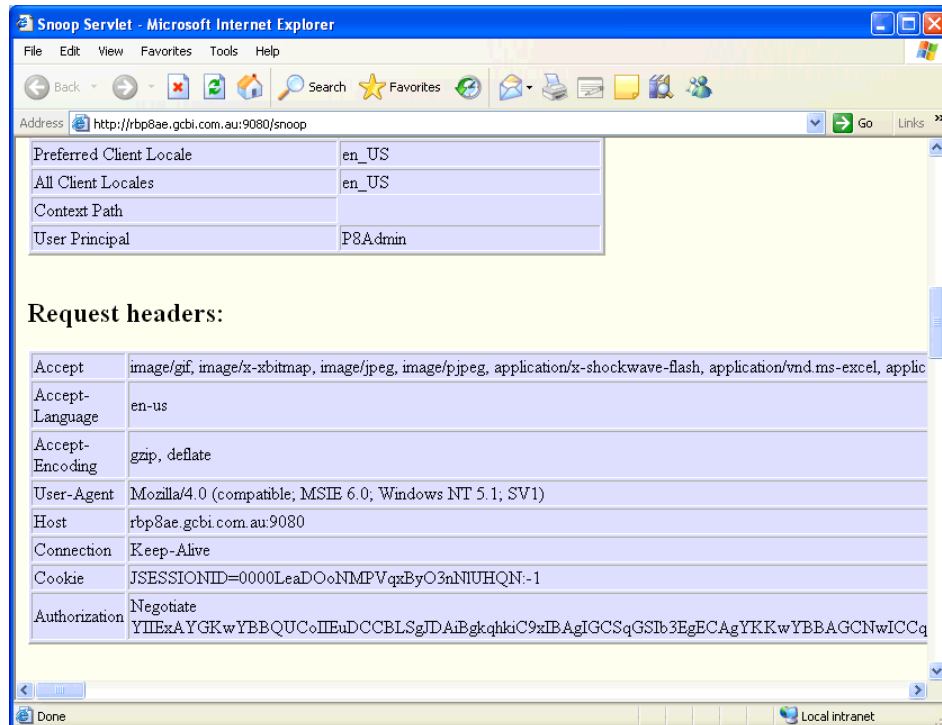 Snoop Servlet - Microsoft Internet Explorer
File Edit View Favorites Tools Help
Back Search Favorites
Address http://rbp8ae.gcbi.com.au:9080/snoop Go Links »
Preferred Client Locale en_US
All Client Locales en_US
Context Path
User Principal P8Admin
Request headers:
Accept image/gif, image/x-xbitmap, image/jpeg, image/pjpeg, application/x-shockwave-flash, application/vnd.ms-excel, applic
Accept-
Language en-us
Accept-
Encoding gzip, deflate
User-Agent Mozilla/4.0 (compatible; MSIE 6.0; Windows NT 5.1; SV1)
Host rbp8ae.gcbi.com.au:9080
Connection Keep-Alive
Cookie JSESSIONID=0000LeaDOoNMPVqxByO3nNlUHQN:-1
Authorization Negotiate
YIIExAYGKwYBBQUCoIIEuDCCBLSgJDAiBgkqhkiC9xIBAgIGCSqGSIb3EgECAgYKKwYBBAGCNwICCq
Done Local intranet